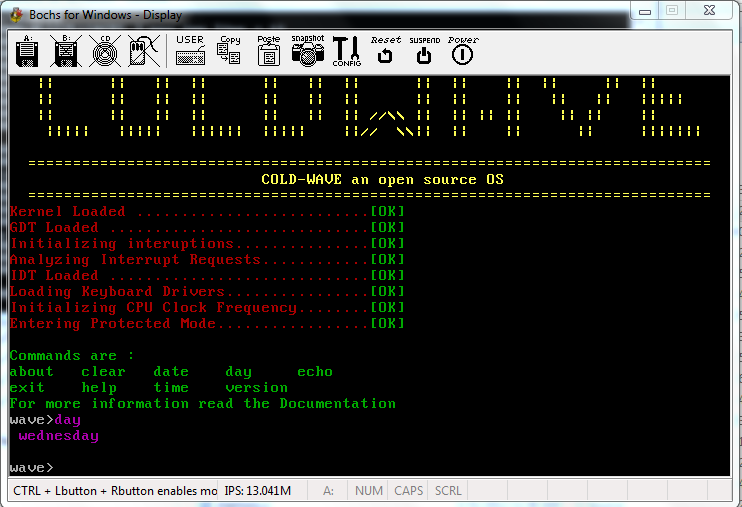 Bochs for Windows - Display
A: B: CD USER Copy Paste snapshot CONFIG Reset SUSPEND Power
COLDWAVE
==============================================================================
COLD-WAVE an open source OS
==============================================================================
Kernel Loaded ..........................[OK]
GDT Loaded .............................[OK]
Initializing interuptions...............[OK]
Analyzing Interrupt Requests............[OK]
IDT Loaded .............................[OK]
Loading Keyboard Drivers................[OK]
Initializing CPU Clock Frequency........[OK]
Entering Protected Mode.................[OK]
Commands are :
about clear date day echo
exit help time version
For more information read the Documentation
wave>day
wednesday
wave>
CTRL + Lbutton + Rbutton enables mo IPS: 13.041M A: NUM CAPS SCRL